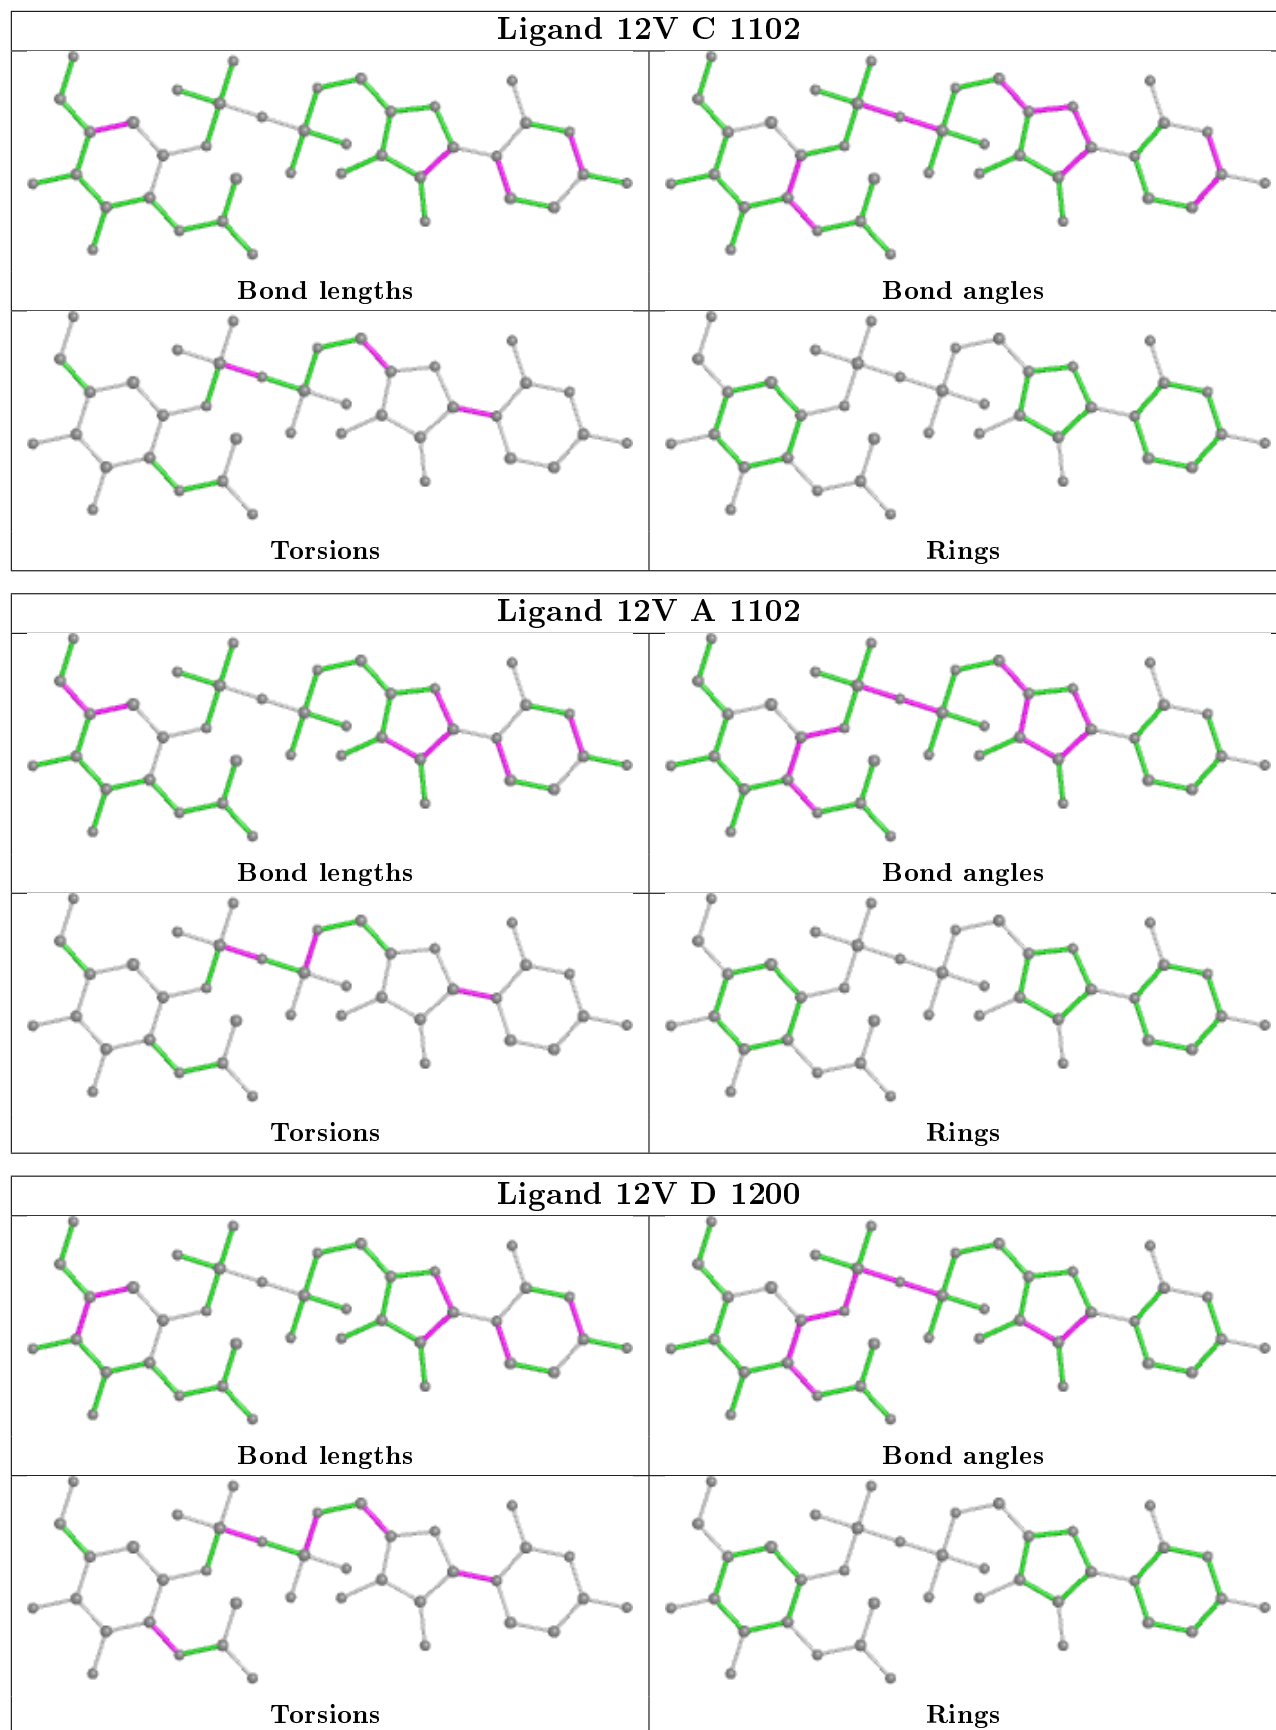 Ligand 12V C 1102
Bond lengths
Bond angles
Torsions
Rings
Ligand 12V A 1102
Bond lengths
Bond angles
Torsions
Rings
Ligand 12V D 1200
Bond lengths
Bond angles
Torsions
Rings